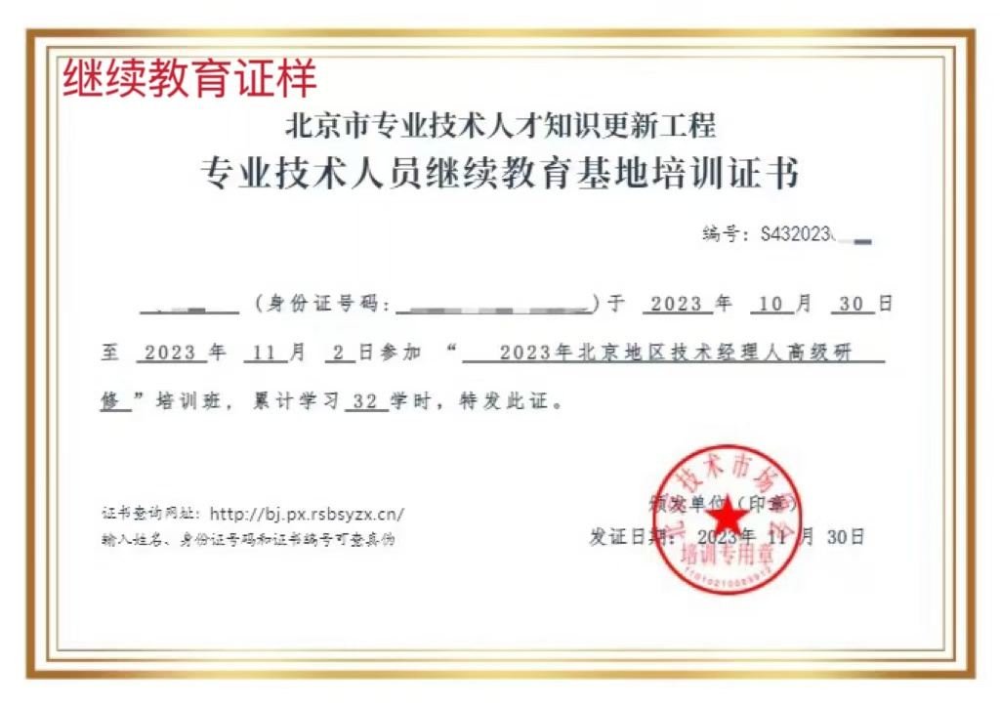 继续教育证样
北京市专业技术人才知识更新工程
专业技术人员继续教育基地培训证书
编号：S432023
（身份证号码：）于 2023 年 10 月 30 日
至 2023 年 11 月 2 日参加 “ 2023年北京地区技术经理人高级研
修 ”培训班，累计学习 32 学时，特发此证。
证书查询网址：http://bj.px.rsbsyzx.cn/
输入姓名、身份证号码和证书编号可查真伪
颁发单位（印章）
发证日期： 2023年 11 月 30日
北京技术市场协会
培训专用章